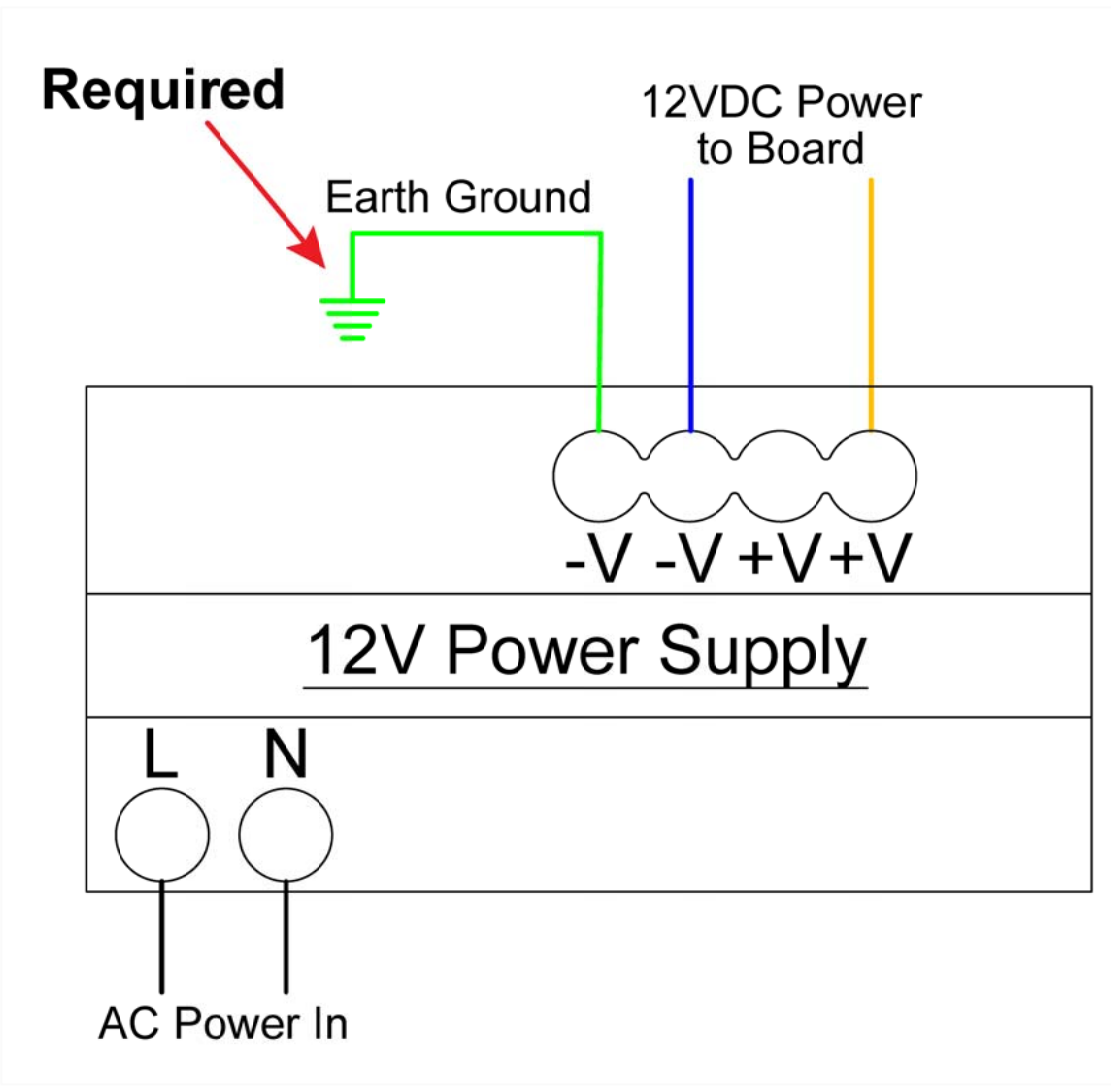 Required
12VDC Power
to Board
Earth Ground
-V -V +V +V
12V Power Supply
L N
AC Power In